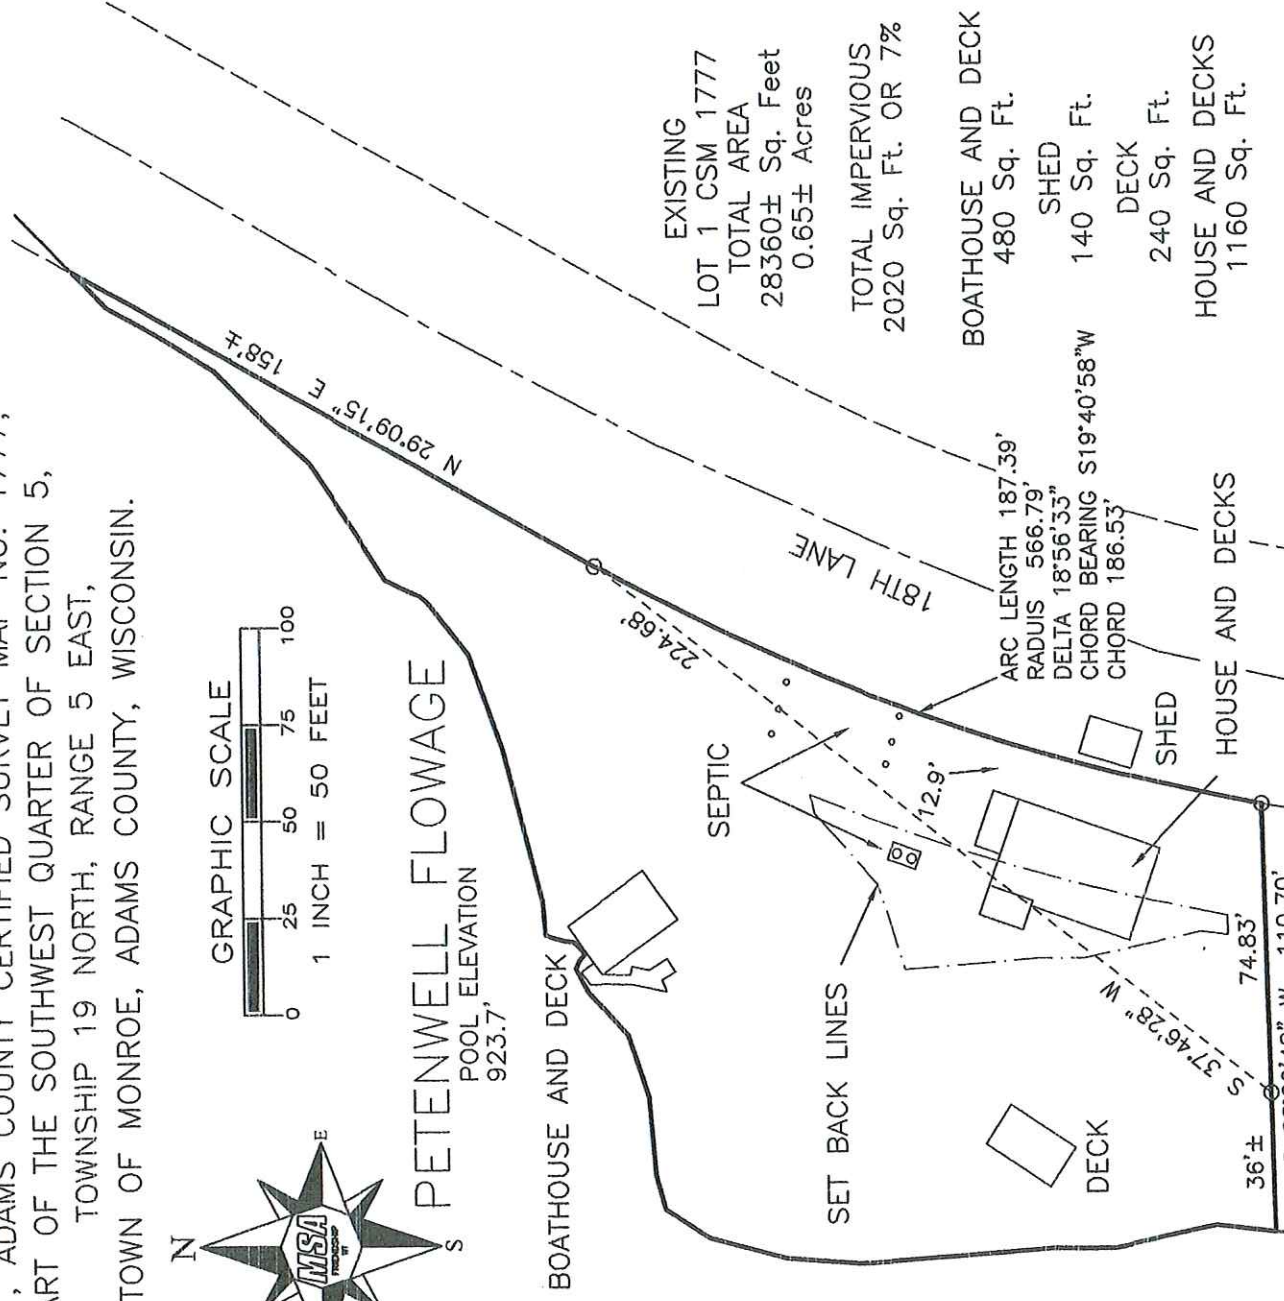 , ADAMS COUNTY CERTIFIED SURVEY MAP NO. 1777,
ART OF THE SOUTHWEST QUARTER OF SECTION 5,
TOWNSHIP 19 NORTH, RANGE 5 EAST,
TOWN OF MONROE, ADAMS COUNTY, WISCONSIN.
GRAPHIC SCALE
0 25 50 75 100
1 INCH = 50 FEET
N
E
S
MSA
FRIENDSHIP
WI
PETENWELL FLOWAGE
POOL ELEVATION
923.7'
N 29°09'15" E 158'±
18TH LANE
224.68'
BOATHOUSE AND DECK
SEPTIC
SET BACK LINES
12.9'
ARC LENGTH 187.39'
RADUIS 566.79'
DELTA 18°56'33"
CHORD BEARING S19°40'58"W
CHORD 186.53'
SHED
HOUSE AND DECKS
DECK
S 37°46'28" W
74.83'
36'±
W 110.70'
EXISTING
LOT 1 CSM 1777
TOTAL AREA
28360± Sq. Feet
0.65± Acres
TOTAL IMPERVIOUS
2020 Sq. Ft. OR 7%
BOATHOUSE AND DECK
480 Sq. Ft.
SHED
140 Sq. Ft.
DECK
240 Sq. Ft.
HOUSE AND DECKS
1160 Sq. Ft.